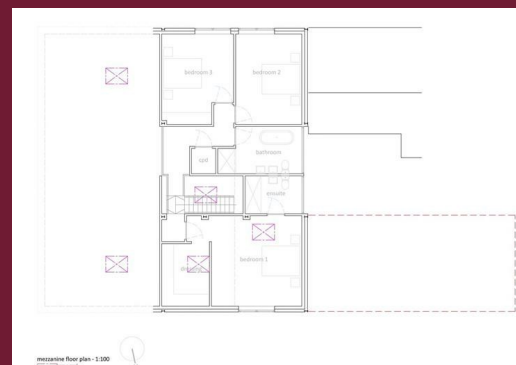 bedroom 3
bedroom 2
bathroom
cpd
ensuite
bedroom 1
mezzanine floor plan - 1:100